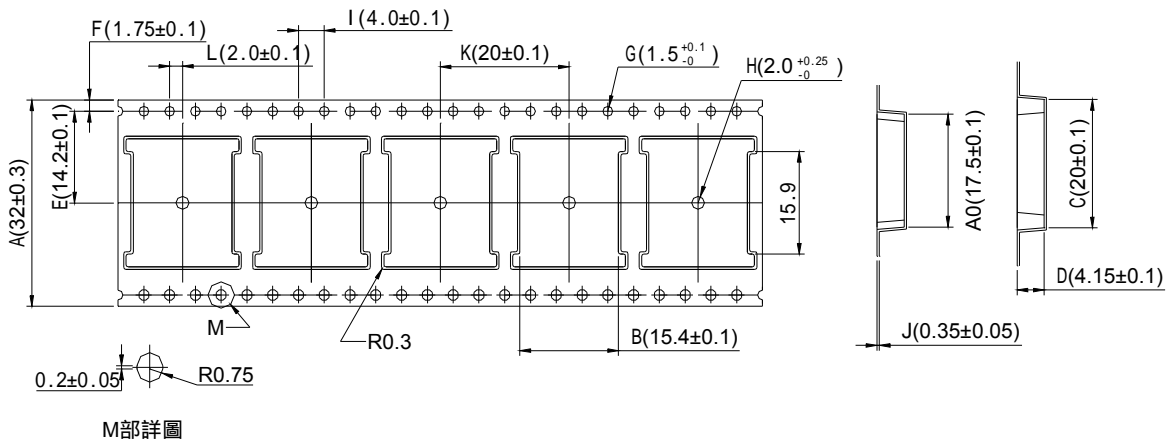 I(4.0±0.1)
F(1.75±0.1)
L(2.0±0.1)
K(20±0.1)
G(1.5 +0.1 -0)
H(2.0 +0.25 -0)
A(32±0.3)
E(14.2±0.1)
15.9
A0(17.5±0.1)
C(20±0.1)
D(4.15±0.1)
M
R0.3
B(15.4±0.1)
J(0.35±0.05)
0.2±0.05
R0.75
M部詳圖